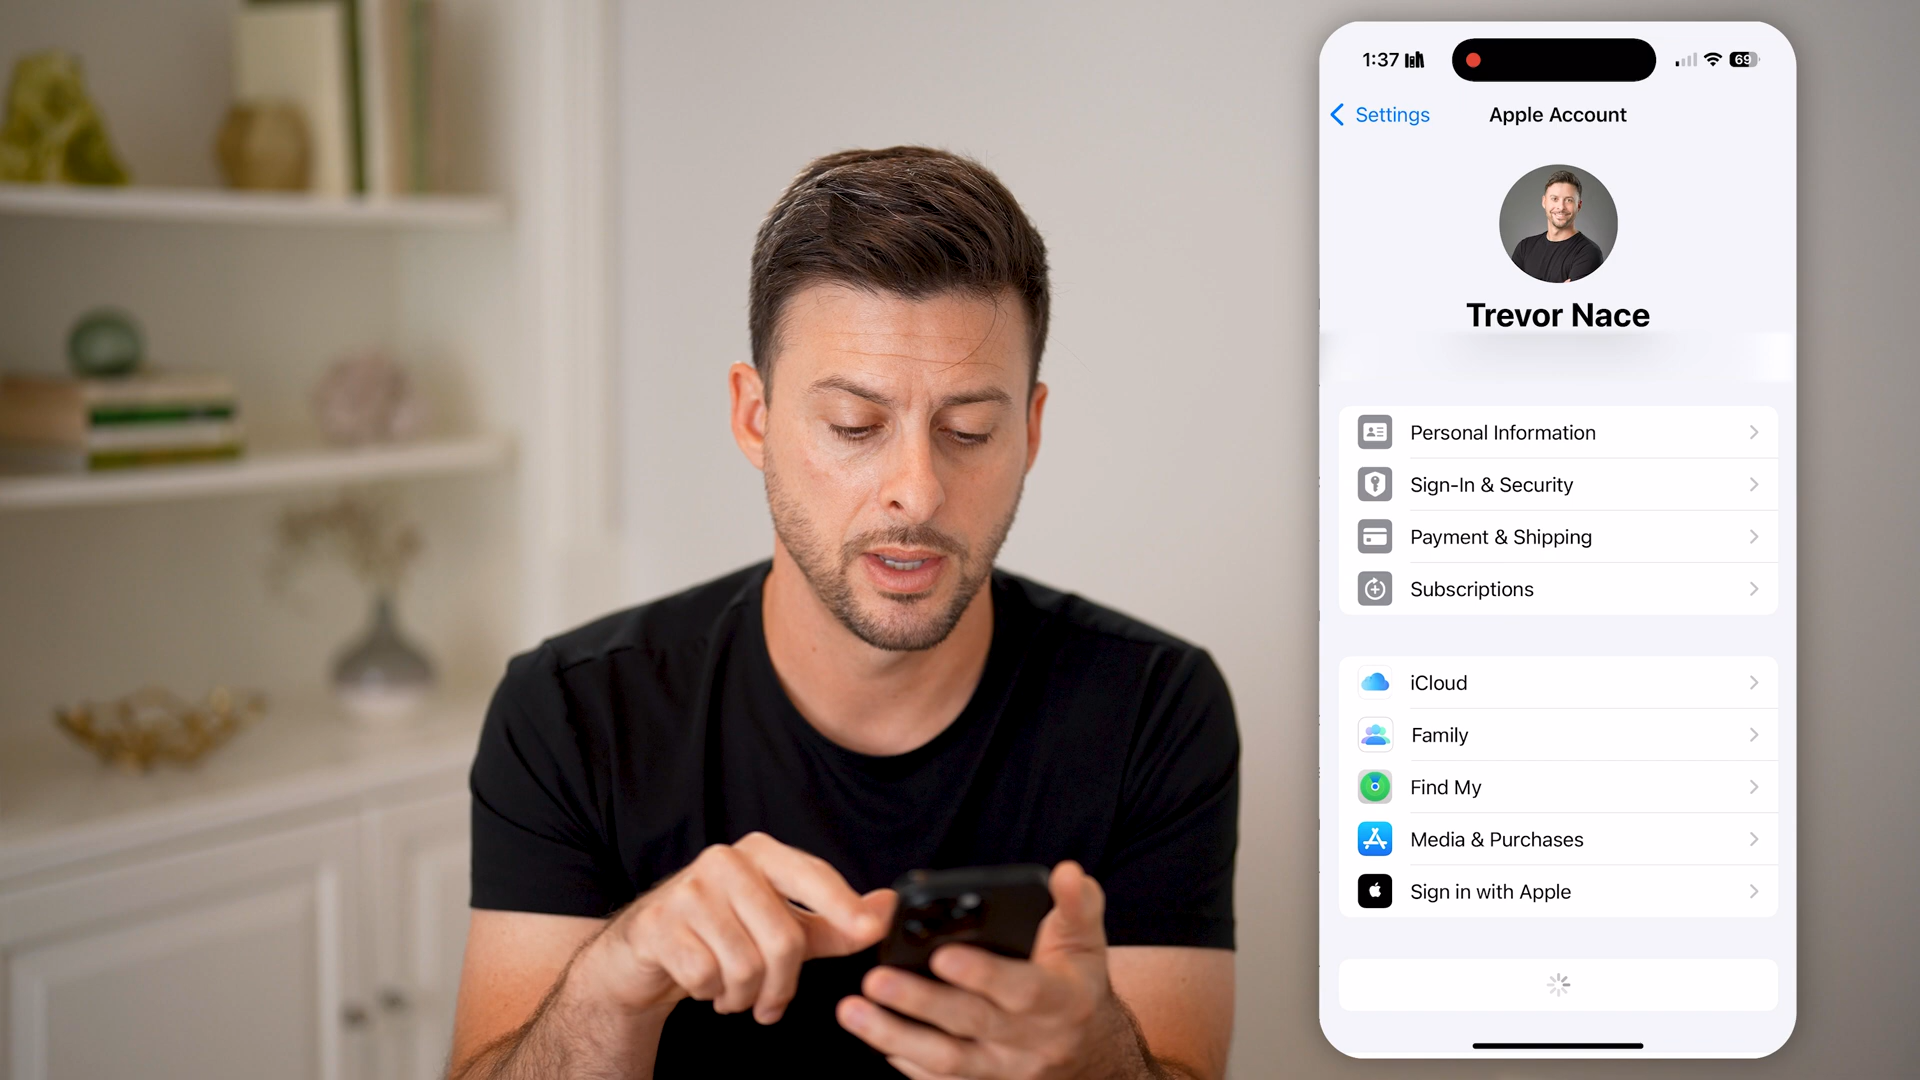 1:37
69
Settings
Apple Account
Trevor Nace
Personal Information
Sign-In & Security
Payment & Shipping
Subscriptions
iCloud
Family
Find My
Media & Purchases
Sign in with Apple